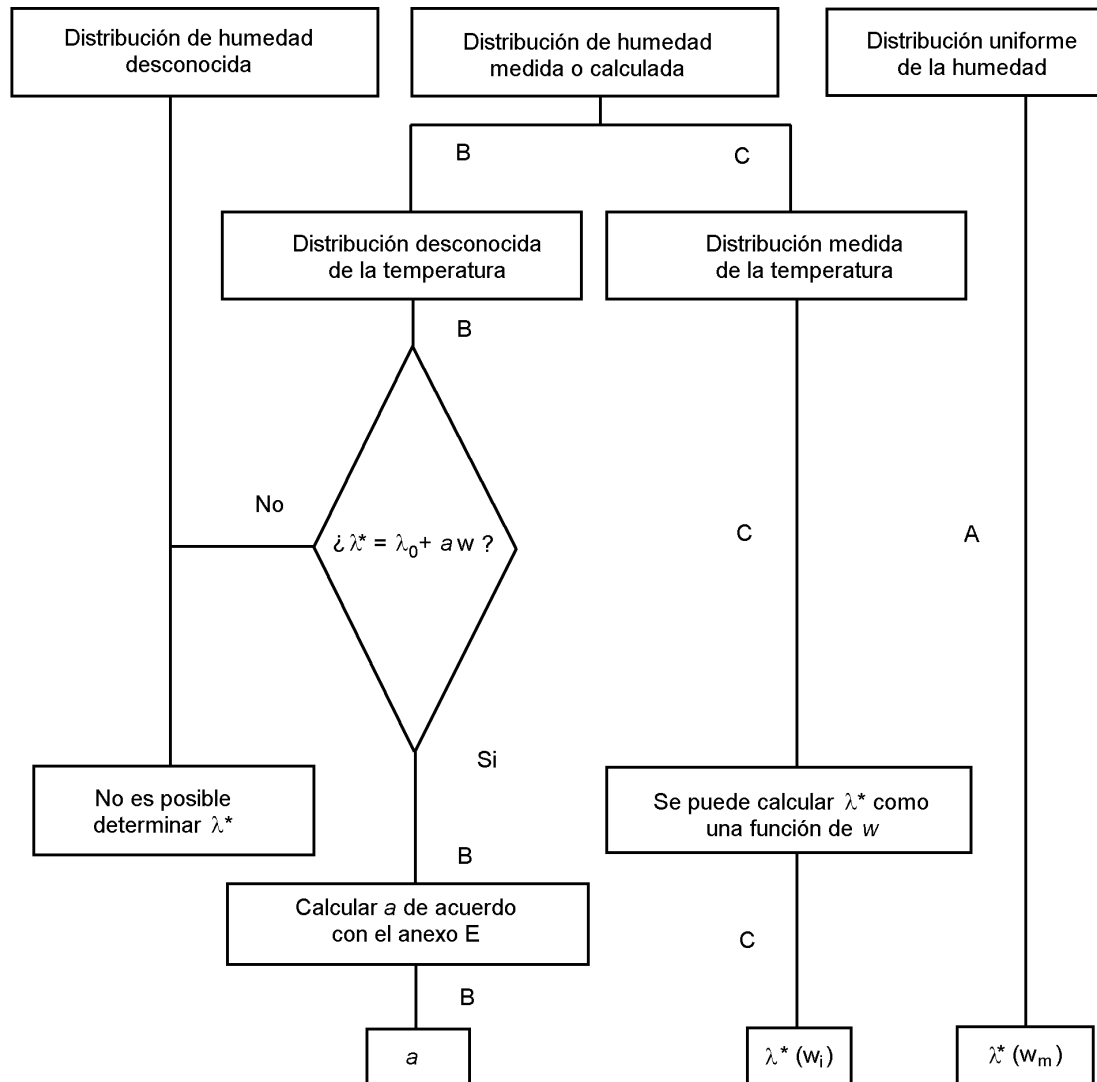 Distribución de humedad
desconocida
Distribución de humedad
medida o calculada
Distribución uniforme
de la humedad
B
C
Distribución desconocida
de la temperatura
Distribución medida
de la temperatura
B
No
¿ λ* = λ₀+ a w ?
C
A
Si
No es posible
determinar λ*
Se puede calcular λ* como
una función de w
B
Calcular a de acuerdo
con el anexo E
C
B
a
λ* (wᵢ)
λ* (wₘ)